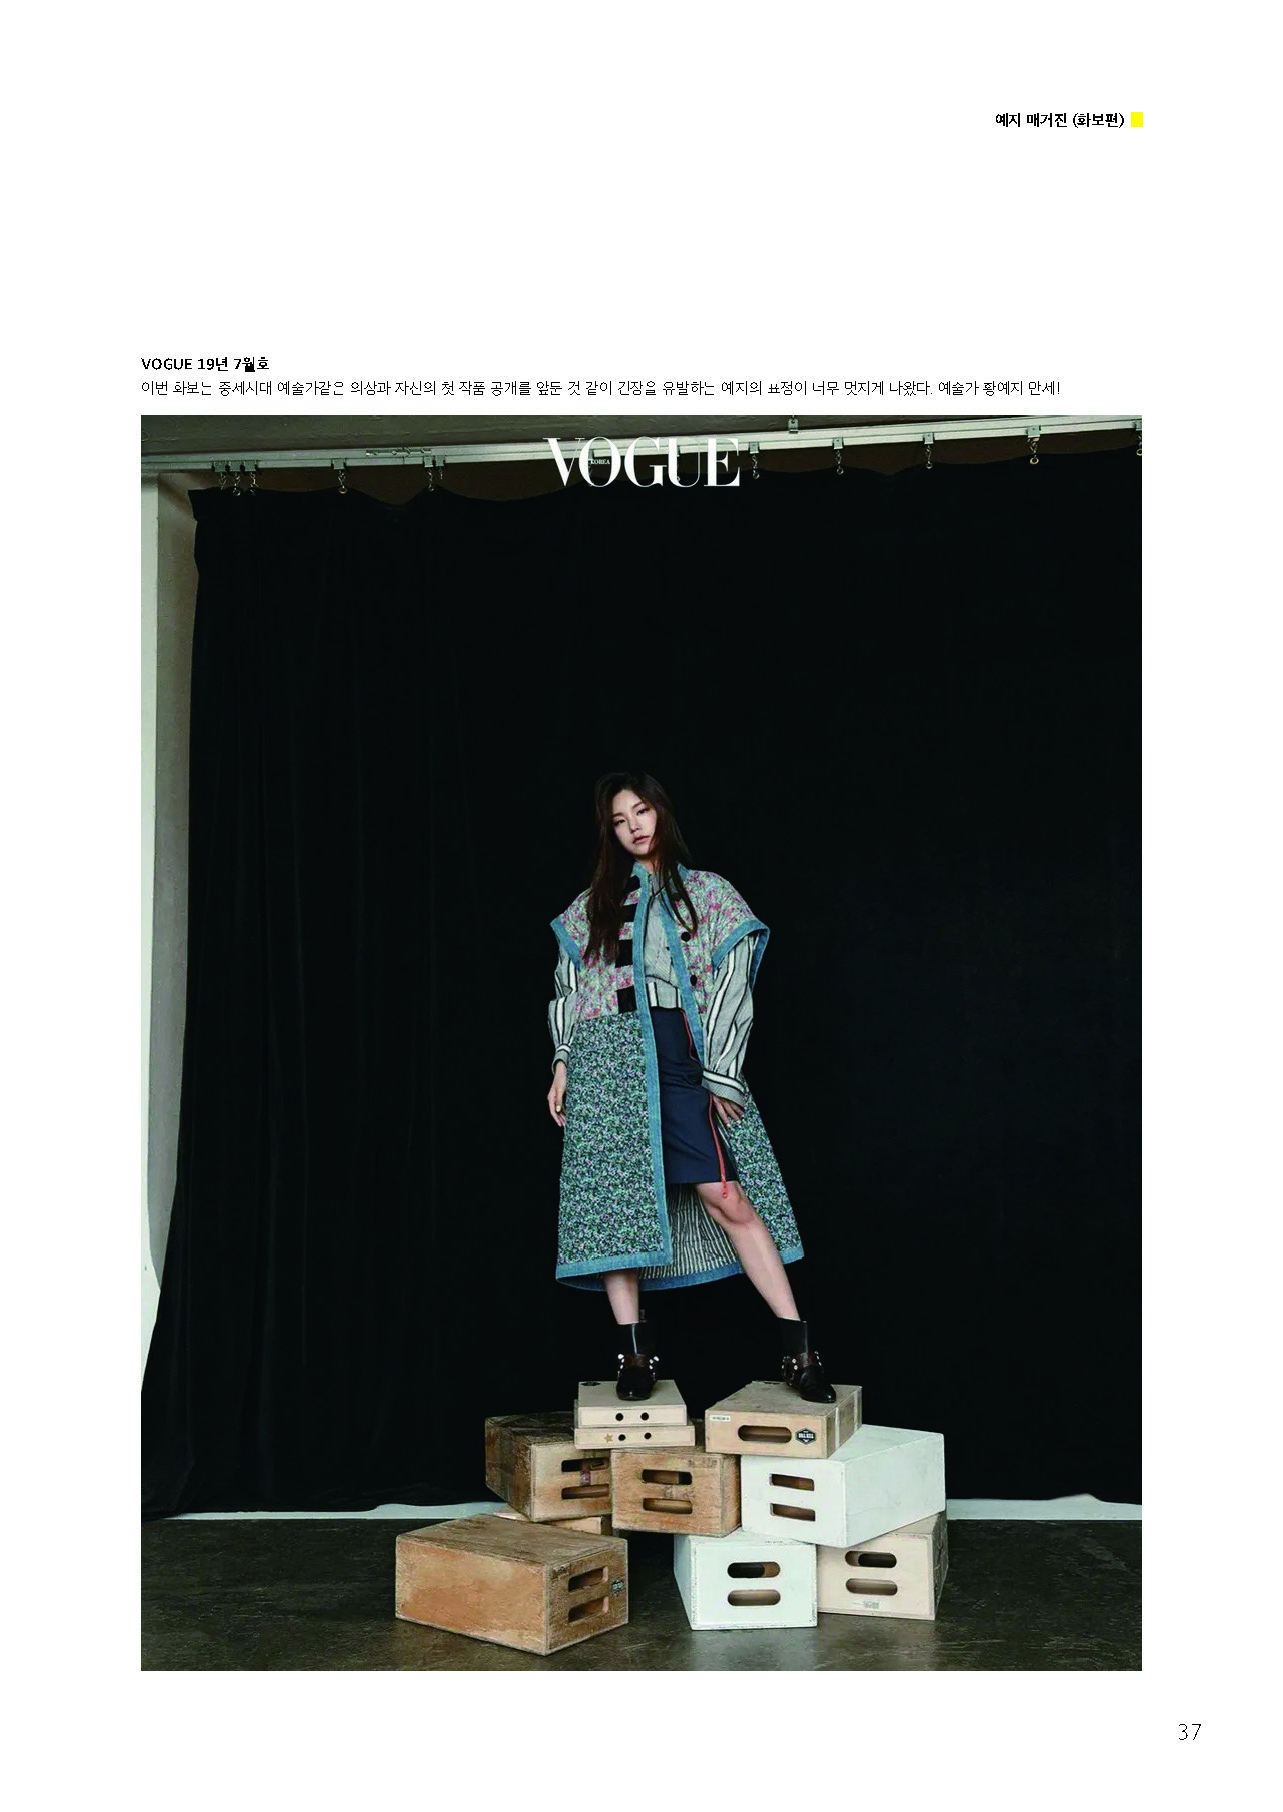 예지 매거진 (화보편)
VOGUE 19년 7월호
이번 화보는 중세시대 예술가같은 의상과 자신의 첫 작품 공개를 앞둔 것 같이 긴장을 유발하는 예지의 표정이 너무 멋지게 나왔다. 예술가 황예지 만세!
VOGUE
KOREA
37